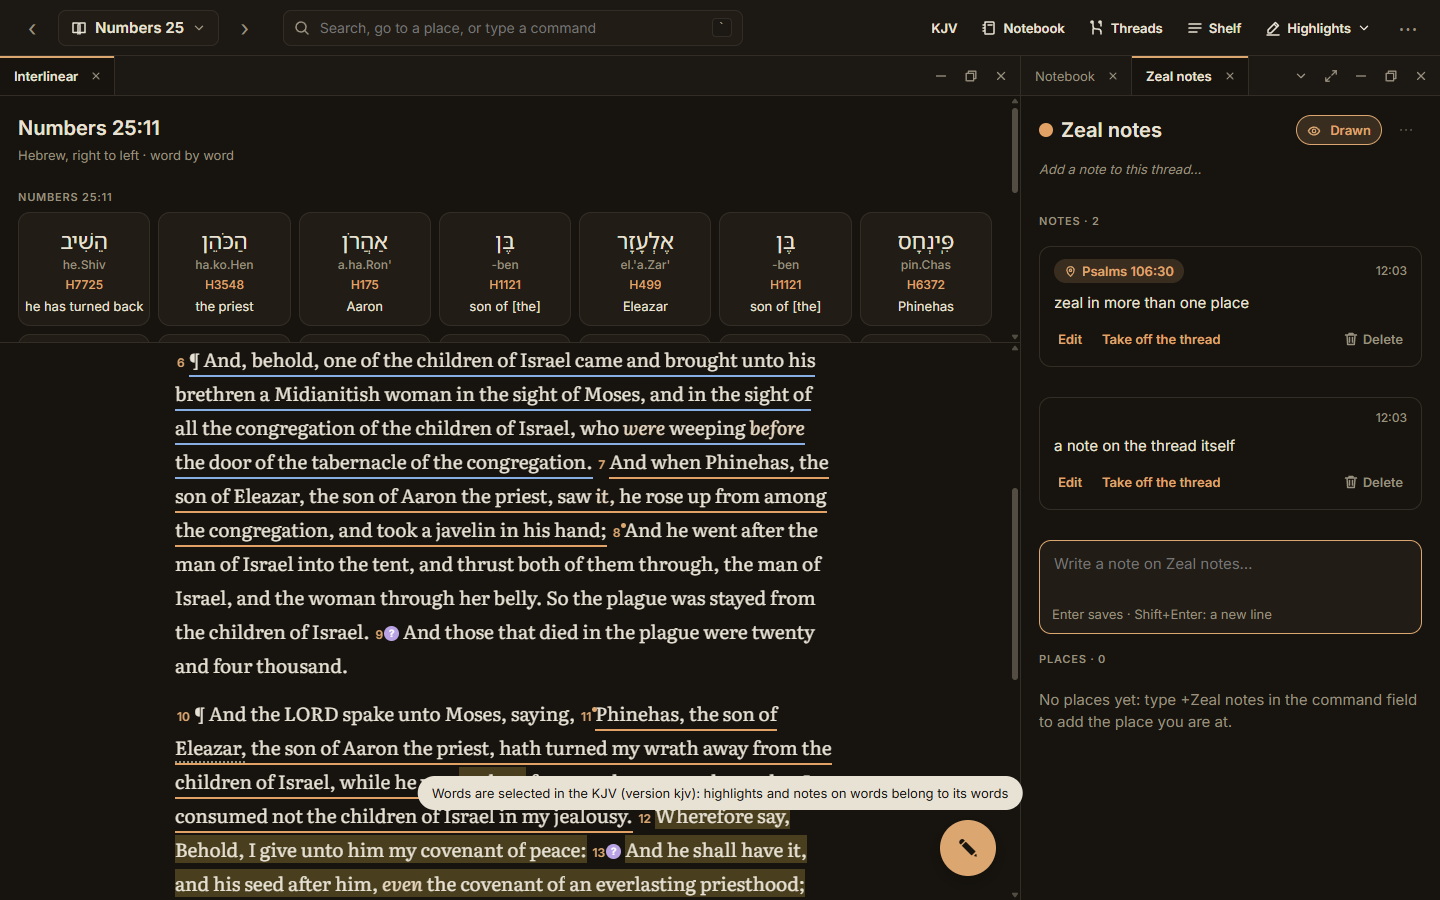 Numbers 25
Search, go to a place, or type a command
`
KJV
Notebook
Threads
Shelf
Highlights
Interlinear
Numbers 25:11
Hebrew, right to left · word by word
NUMBERS 25:11
הֵשִׁיב
he.Shiv
H7725
he has turned back
הַכֹּהֵן
ha.ko.Hen
H3548
the priest
אַהֲרֹן
a.ha.Ron'
H175
Aaron
בֶּן
-ben
H1121
son of [the]
אֶלְעָזָר
el.'a.Zar'
H499
Eleazar
בֶּן
-ben
H1121
son of [the]
פִּינְחָס
pin.Chas
H6372
Phinehas
6 ¶ And, behold, one of the children of Israel came and brought unto his
brethren a Midianitish woman in the sight of Moses, and in the sight of
all the congregation of the children of Israel, who were weeping before
the door of the tabernacle of the congregation. 7 And when Phinehas, the
son of Eleazar, the son of Aaron the priest, saw it, he rose up from among
the congregation, and took a javelin in his hand; 8 And he went after the
man of Israel into the tent, and thrust both of them through, the man of
Israel, and the woman through her belly. So the plague was stayed from
the children of Israel. 9 ? And those that died in the plague were twenty
and four thousand.
10 ¶ And the LORD spake unto Moses, saying, 11 Phinehas, the son of
Eleazar, the son of Aaron the priest, hath turned my wrath away from the
children of Israel, while he
Words are selected in the KJV (version kjv): highlights and notes on words belong to its words
consumed not the children of Israel in my jealousy. 12 Wherefore say,
Behold, I give unto him my covenant of peace: 13 ? And he shall have it,
and his seed after him, even the covenant of an everlasting priesthood;
Notebook
Zeal notes
Zeal notes
Drawn
Add a note to this thread...
NOTES · 2
Psalms 106:30
12:03
zeal in more than one place
Edit
Take off the thread
Delete
12:03
a note on the thread itself
Edit
Take off the thread
Delete
Write a note on Zeal notes...
Enter saves · Shift+Enter: a new line
PLACES · 0
No places yet: type +Zeal notes in the command field
to add the place you are at.